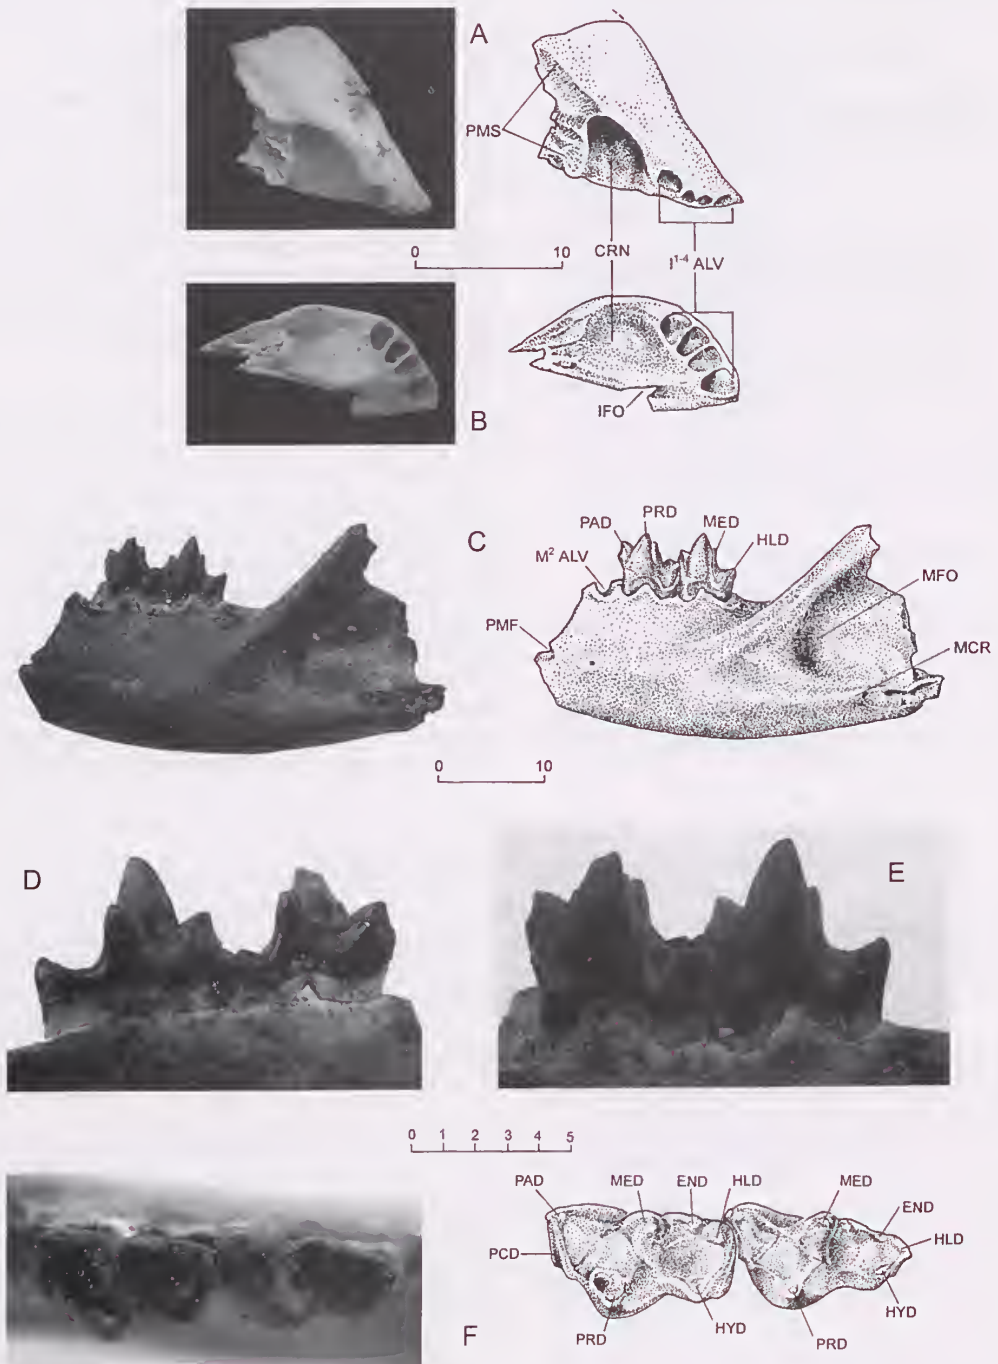 A
PMS
0 10
CRN
I¹⁻⁴ ALV
IFO
B
PRD
PAD
MED
C
HLD
M² ALV
MFO
PMF
MCR
0 10
D
E
0 1 2 3 4 5
PAD
MED
END
HLD
MED
END
HLD
PCD
HYD
PRD
HYD
PRD
F